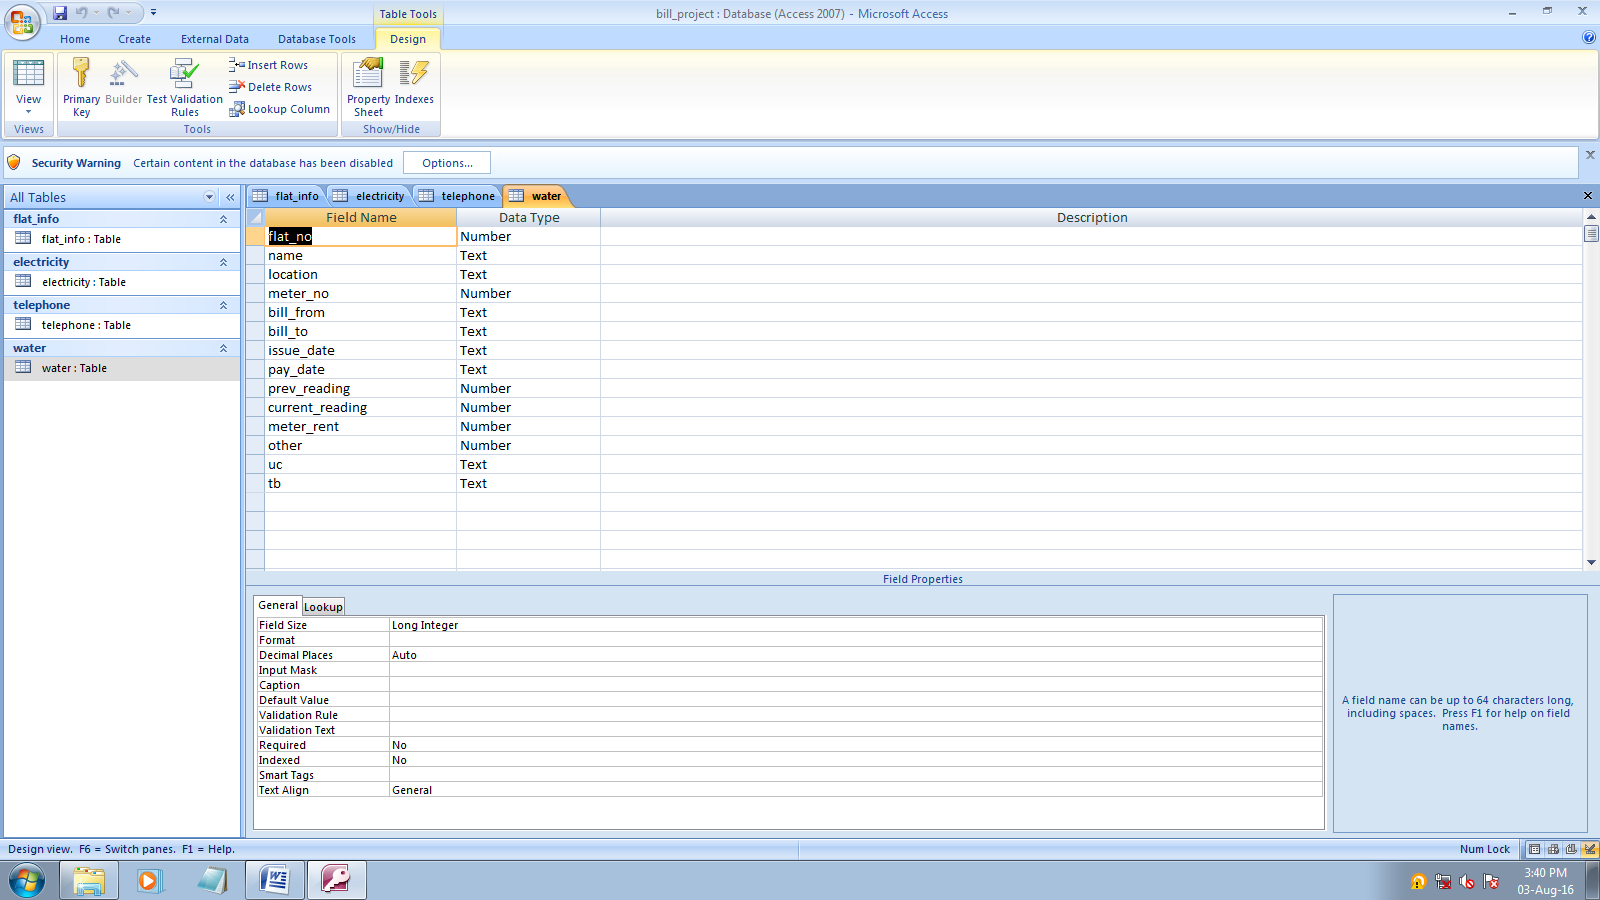 Table Tools
bill_project : Database (Access 2007) - Microsoft Access
Home Create External Data Database Tools Design
View Primary Key Builder Test Validation Rules Insert Rows Delete Rows Lookup Column Property Sheet Indexes
Views Tools Show/Hide
Security Warning Certain content in the database has been disabled Options...
All Tables
flat_info
flat_info : Table
electricity
electricity : Table
telephone
telephone : Table
water
water : Table
flat_info electricity telephone water
Field Name Data Type Description
flat_no Number
name Text
location Text
meter_no Number
bill_from Text
bill_to Text
issue_date Text
pay_date Text
prev_reading Number
current_reading Number
meter_rent Number
other Number
uc Text
tb Text
Field Properties
General Lookup
Field Size Long Integer
Format
Decimal Places Auto
Input Mask
Caption
Default Value
Validation Rule
Validation Text
Required No
Indexed No
Smart Tags
Text Align General
A field name can be up to 64 characters long,
including spaces. Press F1 for help on field
names.
Design view. F6 = Switch panes. F1 = Help.
Num Lock
3:40 PM
03-Aug-16